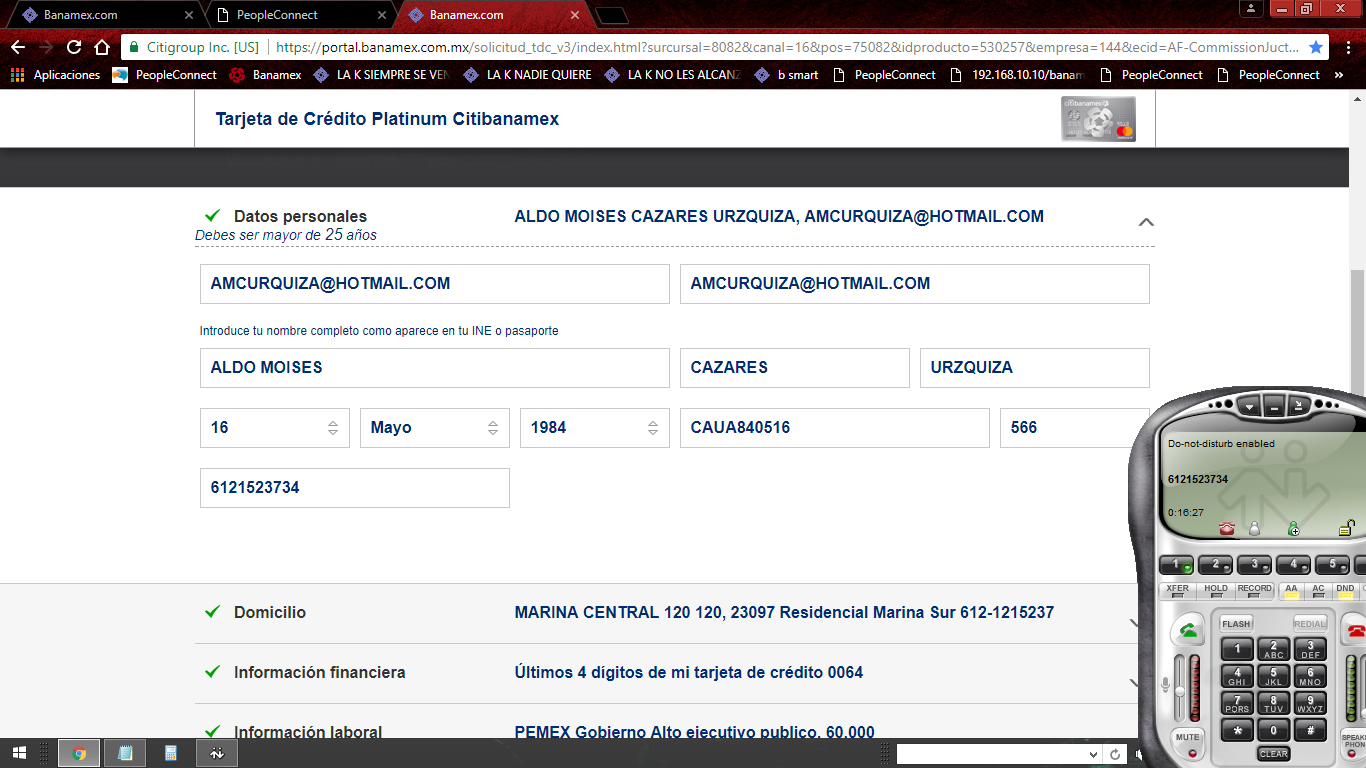 Banamex.com PeopleConnect Banamex.com
Citigroup Inc. [US] https://portal.banamex.com.mx/solicitud_tdc_v3/index.html?surcursal=8082&canal=16&pos=75082&idproducto=530257&empresa=144&ecid=AF-CommissionJuct...
Aplicaciones PeopleConnect Banamex LA K SIEMPRE SE VEN LA K NADIE QUIERE LA K NO LES ALCANZ b smart PeopleConnect 192.168.10.10/banam PeopleConnect PeopleConnect »
Tarjeta de Crédito Platinum Citibanamex
citibanamex
Datos personales ALDO MOISES CAZARES URZQUIZA, AMCURQUIZA@HOTMAIL.COM
Debes ser mayor de 25 años
AMCURQUIZA@HOTMAIL.COM AMCURQUIZA@HOTMAIL.COM
Introduce tu nombre completo como aparece en tu INE o pasaporte
ALDO MOISES CAZARES URZQUIZA
16 Mayo 1984 CAUA840516 566
6121523734
Domicilio MARINA CENTRAL 120 120, 23097 Residencial Marina Sur 612-1215237
Información financiera Últimos 4 dígitos de mi tarjeta de crédito 0064
Información laboral PEMEX Gobierno Alto ejecutivo publico, 60,000
Do-not-disturb enabled
6121523734
0:16:27
1 2 3 4 5
XFER HOLD RECORD AA AC DND
FLASH REDIAL
1 2 ABC 3 DEF
4 GHI 5 JKL 6 MNO
7 PQRS 8 TUV 9 WXYZ
* 0 #
MUTE CLEAR SPEAKE PHON